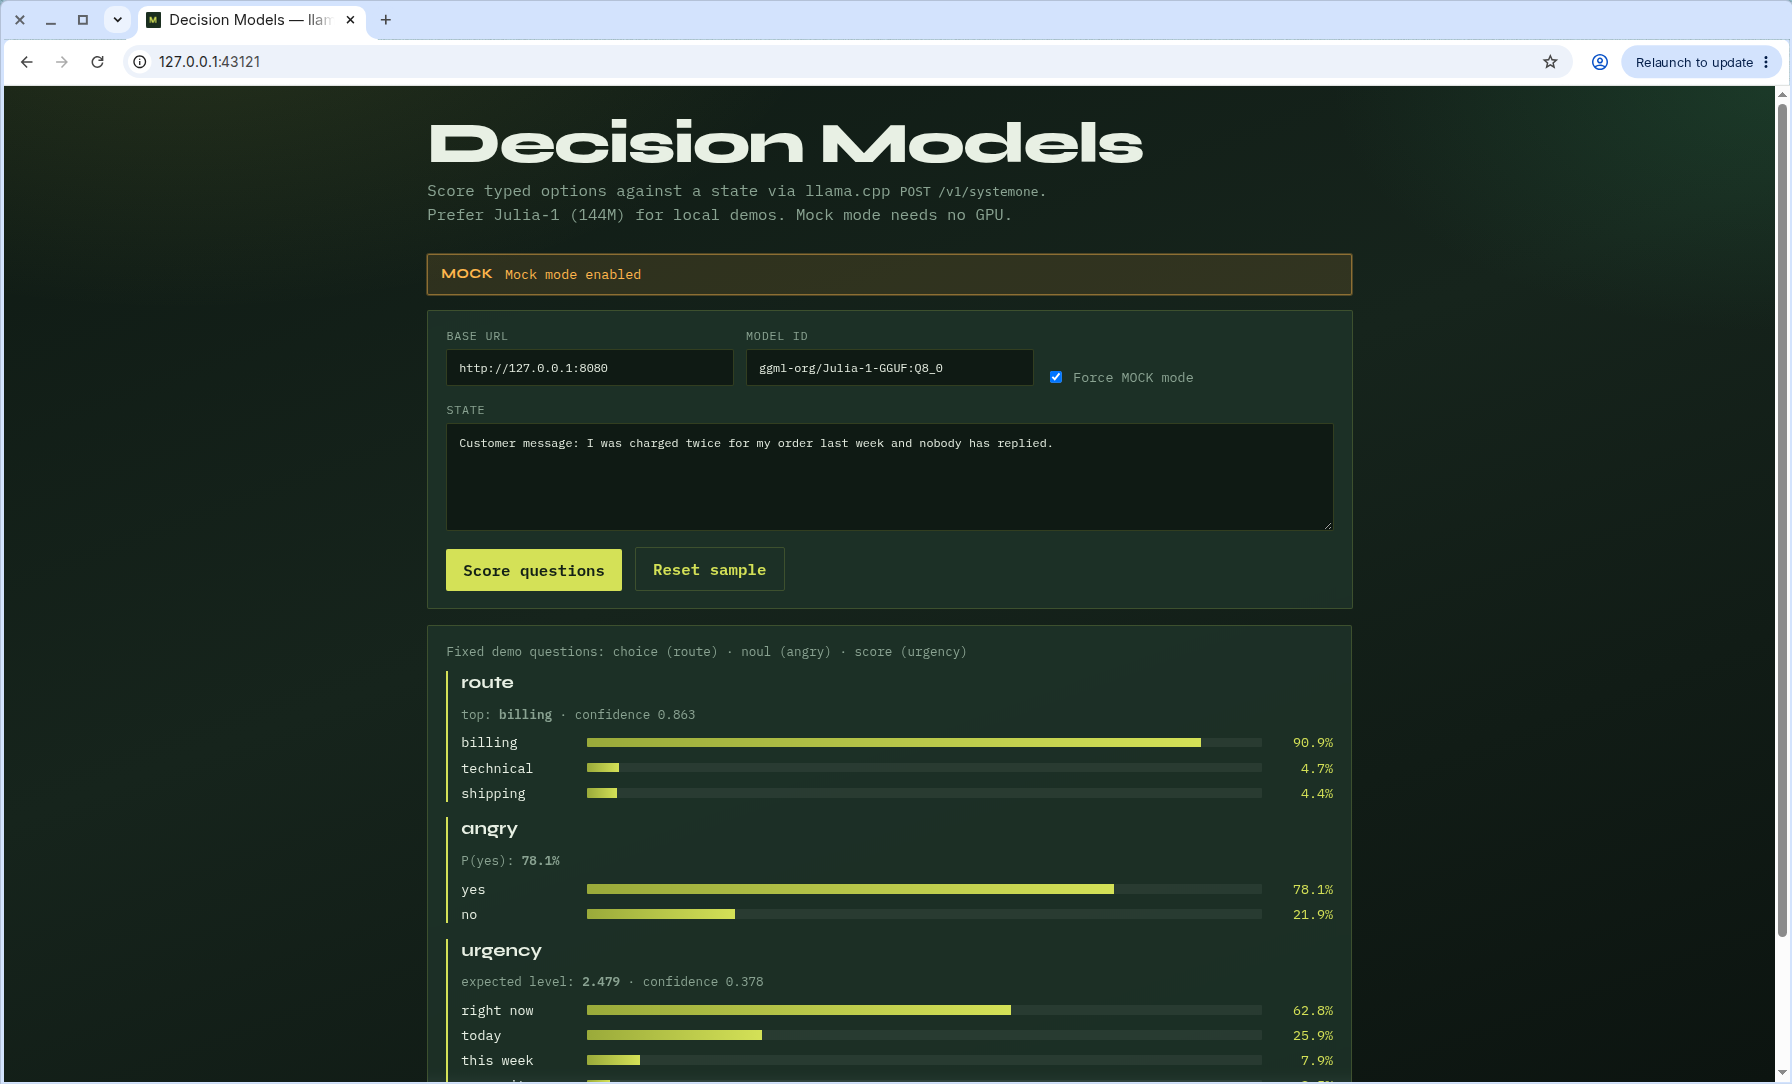 Decision Models — llam
127.0.0.1:43121
Relaunch to update
Decision Models
Score typed options against a state via llama.cpp POST /v1/systemone.
Prefer Julia-1 (144M) for local demos. Mock mode needs no GPU.
MOCK Mock mode enabled
BASE URL
MODEL ID
http://127.0.0.1:8080
ggml-org/Julia-1-GGUF:Q8_0
Force MOCK mode
STATE
Customer message: I was charged twice for my order last week and nobody has replied.
Score questions
Reset sample
Fixed demo questions: choice (route) · noul (angry) · score (urgency)
route
top: billing · confidence 0.863
billing 90.9%
technical 4.7%
shipping 4.4%
angry
P(yes): 78.1%
yes 78.1%
no 21.9%
urgency
expected level: 2.479 · confidence 0.378
right now 62.8%
today 25.9%
this week 7.9%